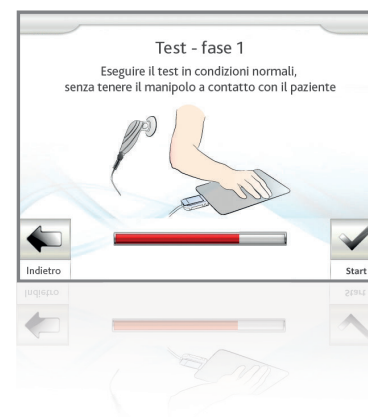 Test - fase 1
Eseguire il test in condizioni normali,
senza tenere il manipolo a contatto con il paziente
Indietro
Start